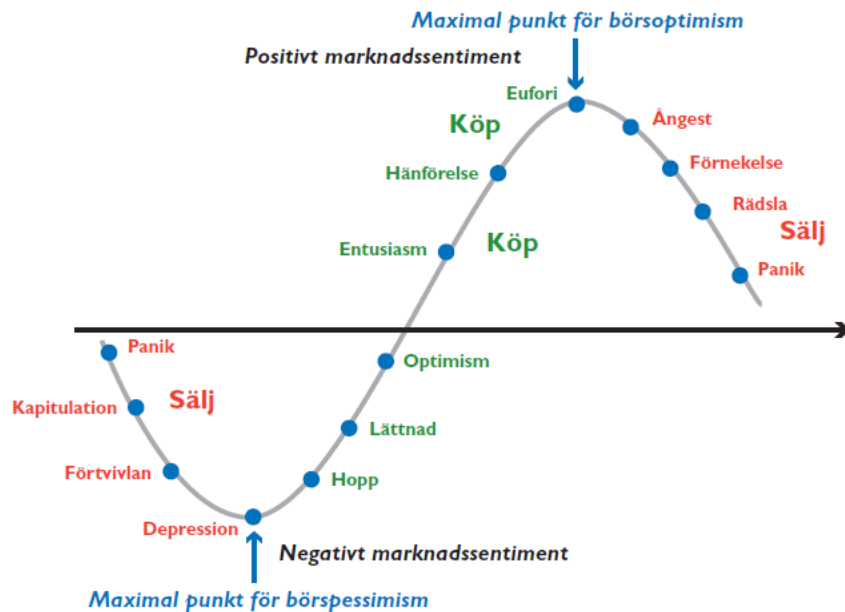 Maximal punkt för börsoptimism
Positivt marknadssentiment
Eufori
Köp
Ångest
Hänförelse
Förnekelse
Rädsla
Entusiasm
Köp
Sälj
Panik
Panik
Optimism
Kapitulation
Sälj
Lättnad
Förtvivlan
Hopp
Depression
Negativt marknadssentiment
Maximal punkt för börspessimism